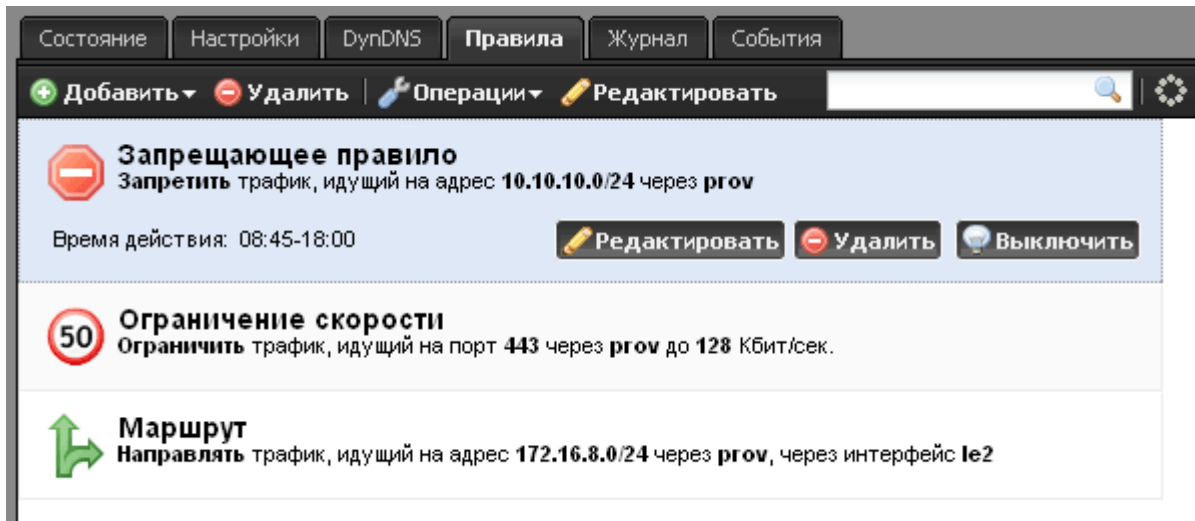 Состояние Настройки DynDNS Правила Журнал События
Добавить Удалить Операции Редактировать
Запрещающее правило
Запретить трафик, идущий на адрес 10.10.10.0/24 через prov
Время действия: 08:45-18:00 Редактировать Удалить Выключить
50
Ограничение скорости
Ограничить трафик, идущий на порт 443 через prov до 128 Кбит/сек.
Маршрут
Направлять трафик, идущий на адрес 172.16.8.0/24 через prov, через интерфейс le2